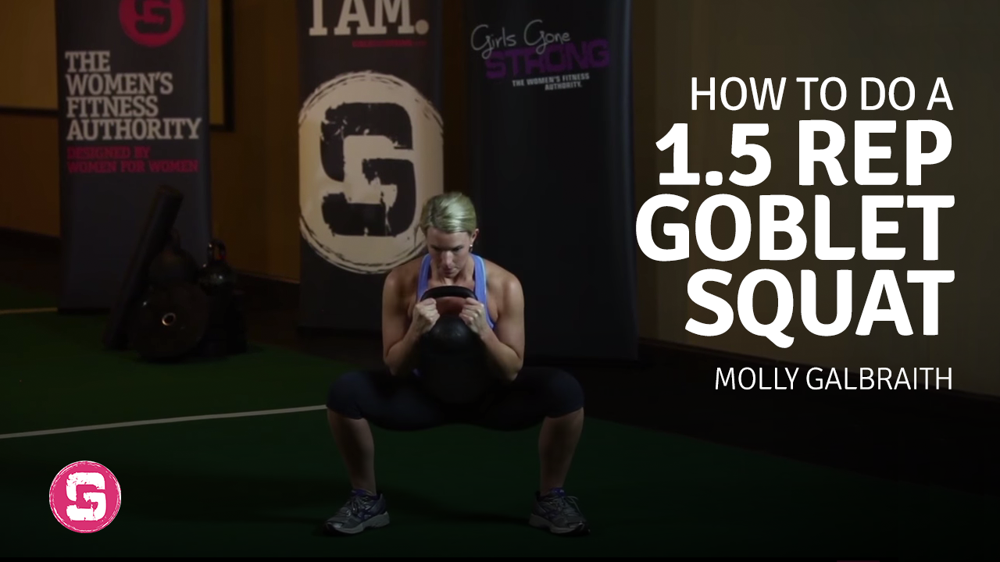 I AM.
THE
WOMEN'S
FITNESS
AUTHORITY
DESIGNED BY
WOMEN FOR WOMEN
Girls Gone
STRONG
THE WOMEN'S FITNESS
AUTHORITY.
HOW TO DO A
1.5 REP
GOBLET
SQUAT
MOLLY GALBRAITH